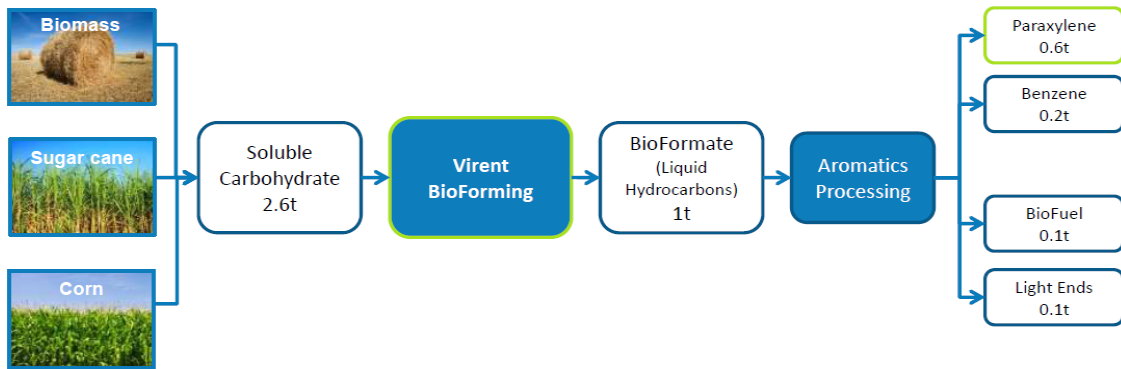 Biomass
Sugar cane
Corn
Soluble
Carbohydrate
2.6t
Virent
BioForming
BioFormate
(Liquid
Hydrocarbons)
1t
Aromatics
Processing
Paraxylene
0.6t
Benzene
0.2t
BioFuel
0.1t
Light Ends
0.1t